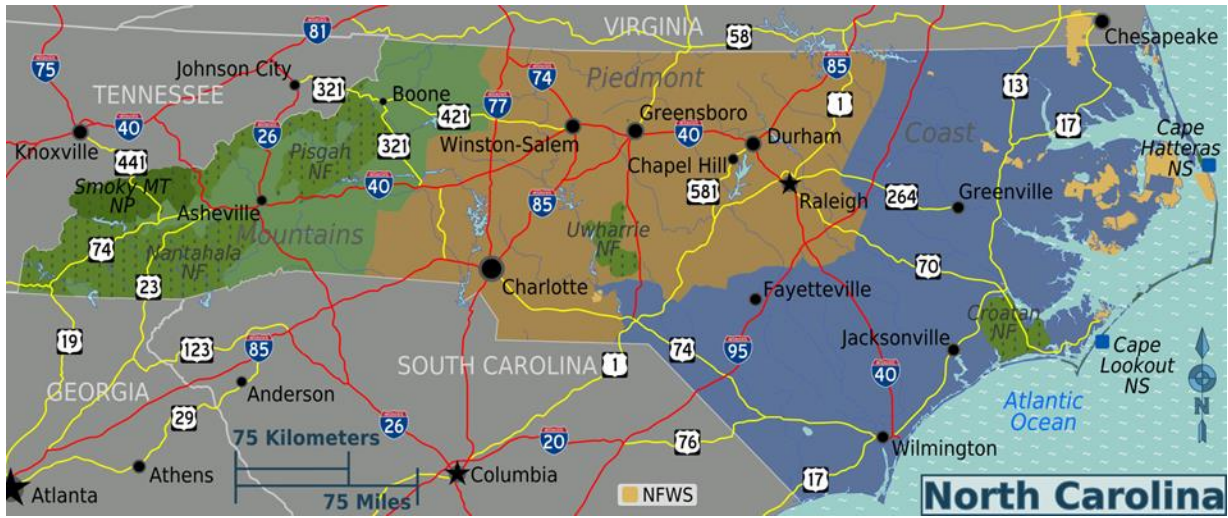 VIRGINIA
81
58
Chesapeake
75
Johnson City
74
Piedmont
85
321
77
13
TENNESSEE
Boone
1
421
Greensboro
17
40
26
Winston-Salem
40
Durham
Coast
Cape
Hatteras
NS
Knoxville
441
Pisgah
NF
321
Chapel Hill
Smoky MT
NP
40
85
581
Raleigh
264
Greenville
Asheville
74
Mountains
Uwharrie
NF
Nantahala
NF
70
23
Charlotte
Fayetteville
Croatan
NF
19
123
85
SOUTH CAROLINA
1
74
95
Jacksonville
Cape
Lookout
NS
GEORGIA
Anderson
40
N
29
26
Atlantic
Ocean
75 Kilometers
20
76
Wilmington
Athens
Columbia
17
Atlanta
75 Miles
NFWS
North Carolina